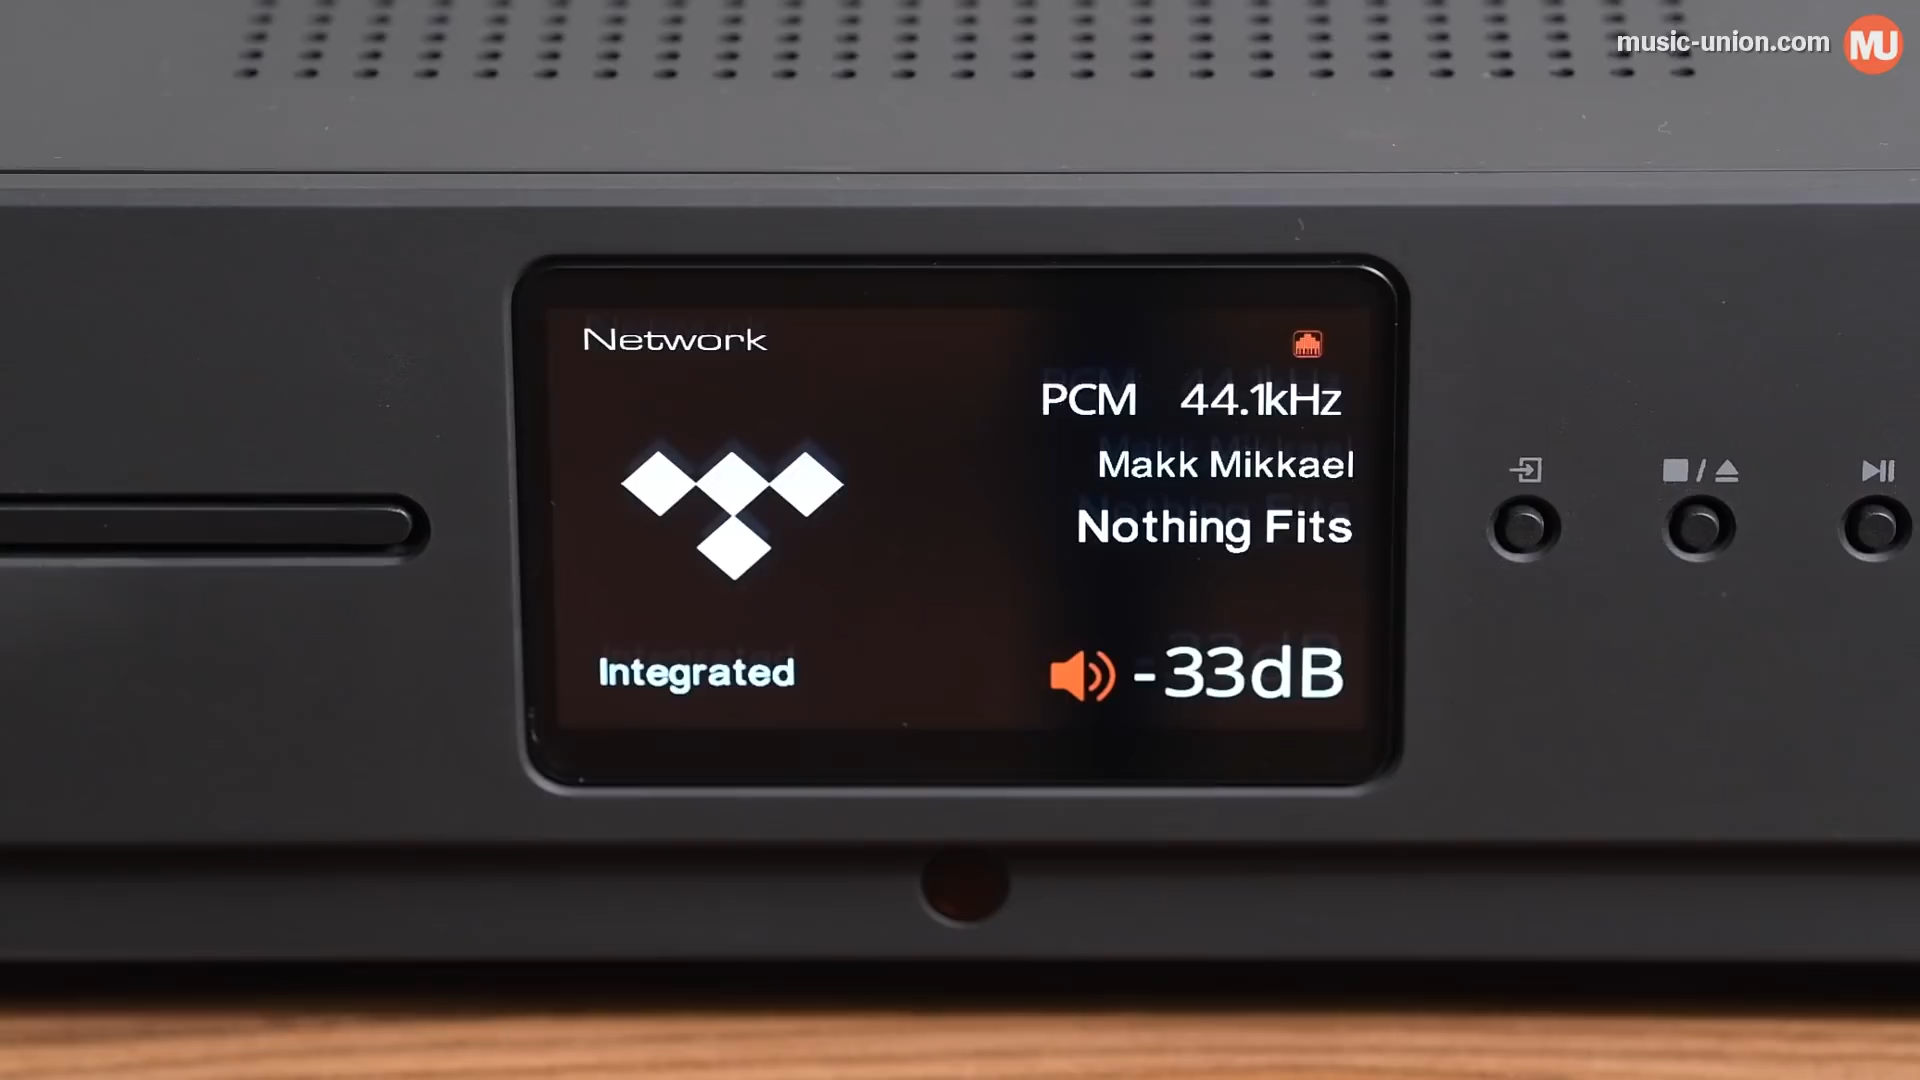 music-union.com MU
Network
PCM 44.1kHz
Makk Mikkael
Nothing Fits
Integrated
-33dB